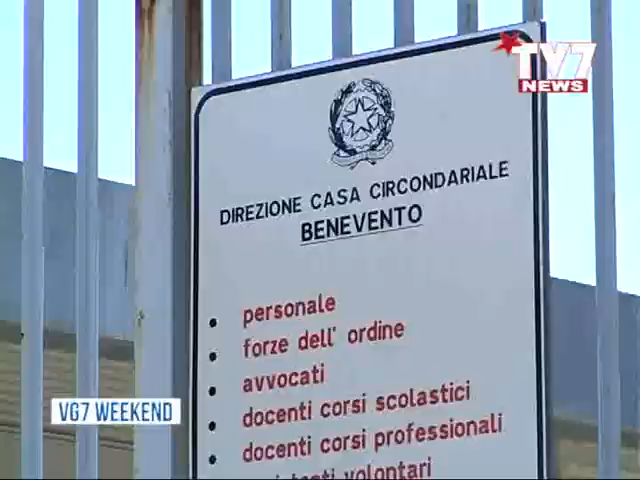 TV7
NEWS
DIREZIONE CASA CIRCONDARIALE
BENEVENTO
• personale
• forze dell' ordine
• avvocati
• docenti corsi scolastici
• docenti corsi professionali
volontari
VG7 WEEKEND